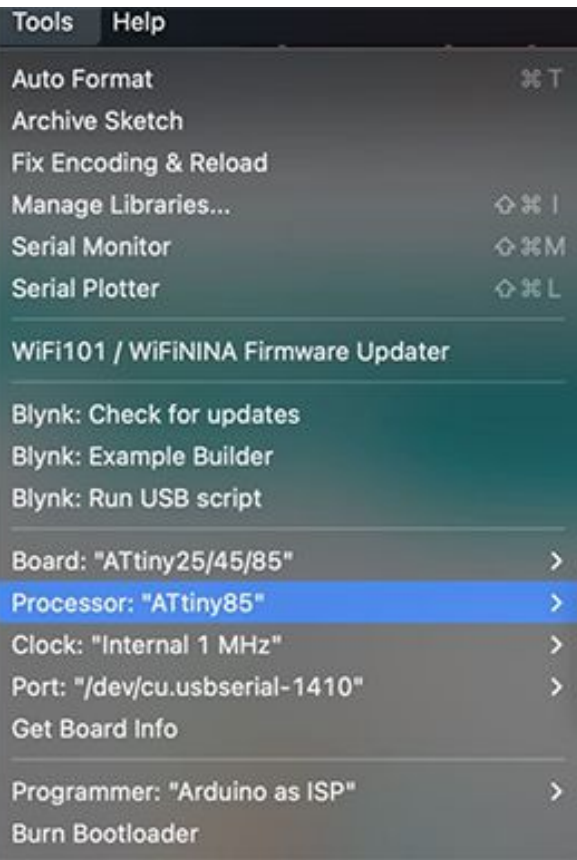 Tools Help
Auto Format ⌘ T
Archive Sketch
Fix Encoding & Reload
Manage Libraries... ⇧ ⌘ I
Serial Monitor ⇧ ⌘ M
Serial Plotter ⇧ ⌘ L
WiFi101 / WiFiNINA Firmware Updater
Blynk: Check for updates
Blynk: Example Builder
Blynk: Run USB script
Board: "ATtiny25/45/85" >
Processor: "ATtiny85" >
Clock: "Internal 1 MHz" >
Port: "/dev/cu.usbserial-1410" >
Get Board Info
Programmer: "Arduino as ISP" >
Burn Bootloader